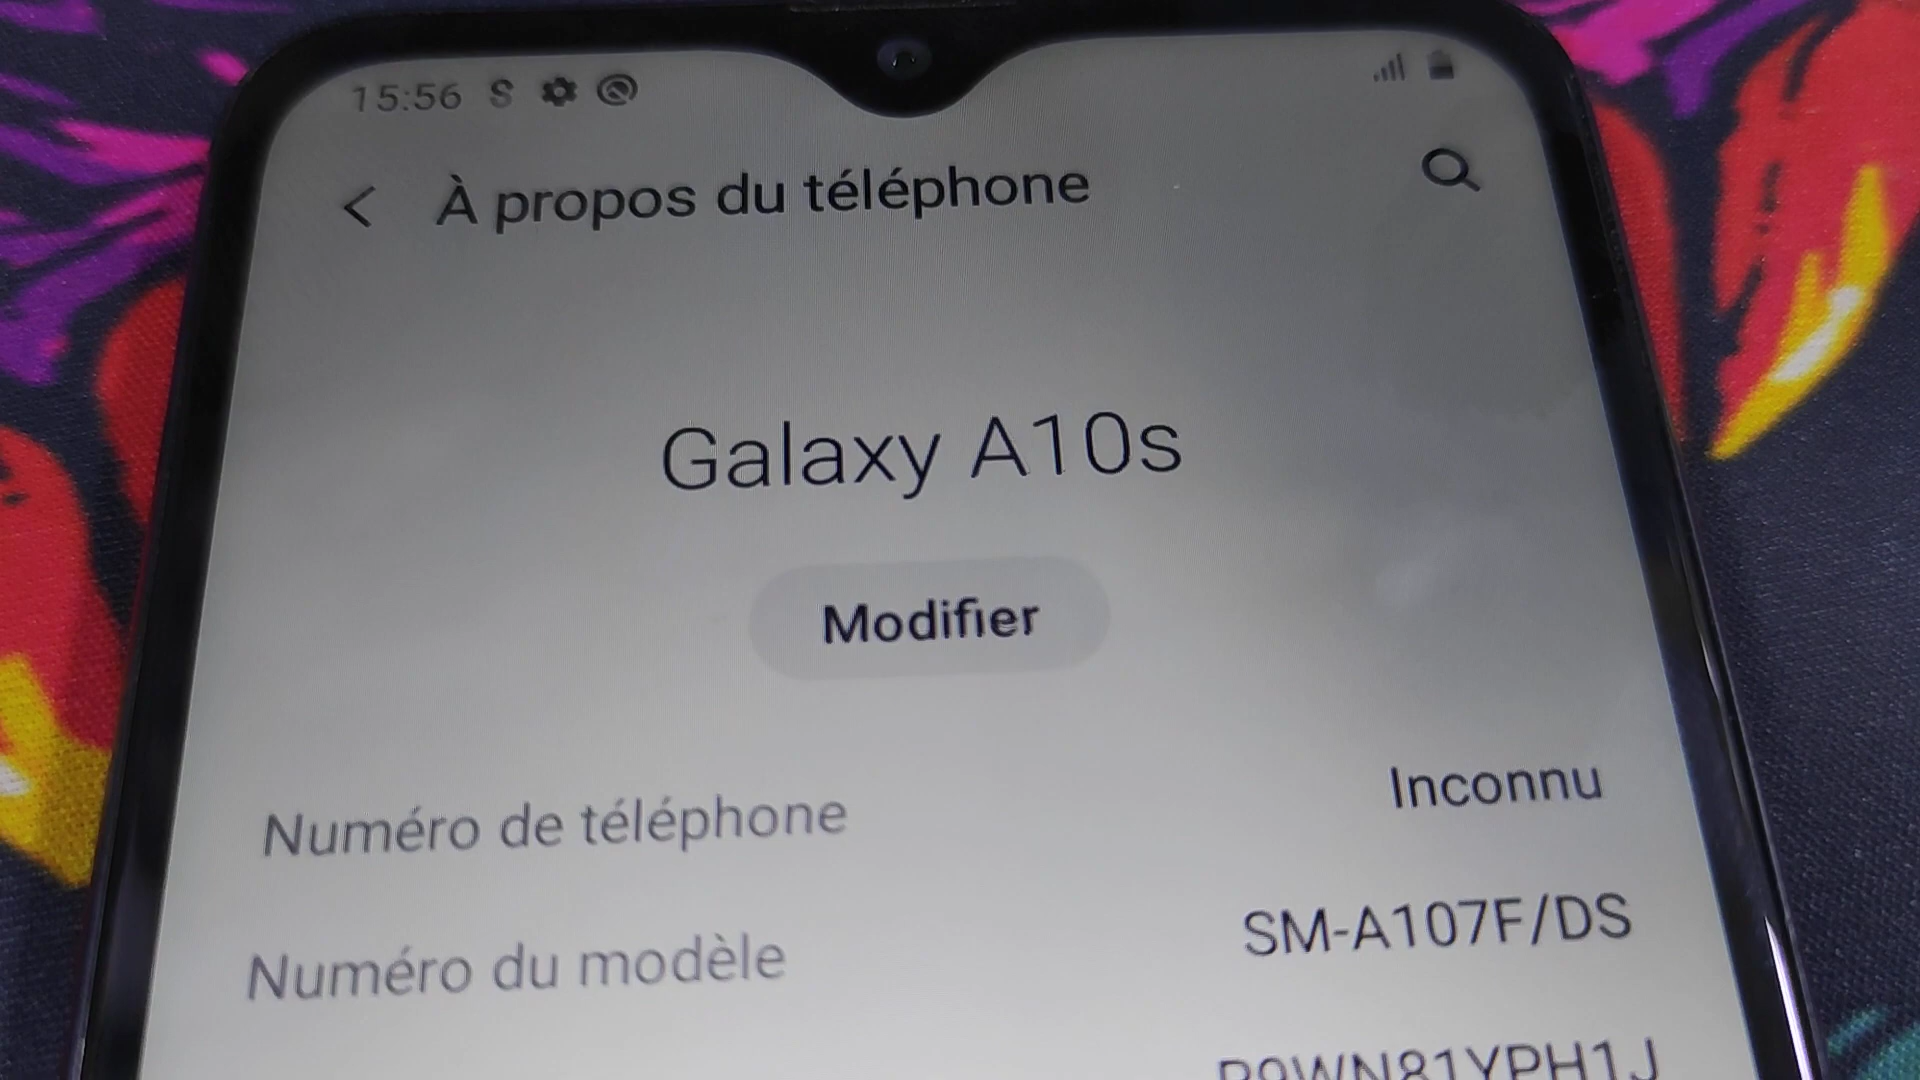 15:56
À propos du téléphone
Galaxy A10s
Modifier
Numéro de téléphone Inconnu
Numéro du modèle SM-A107F/DS